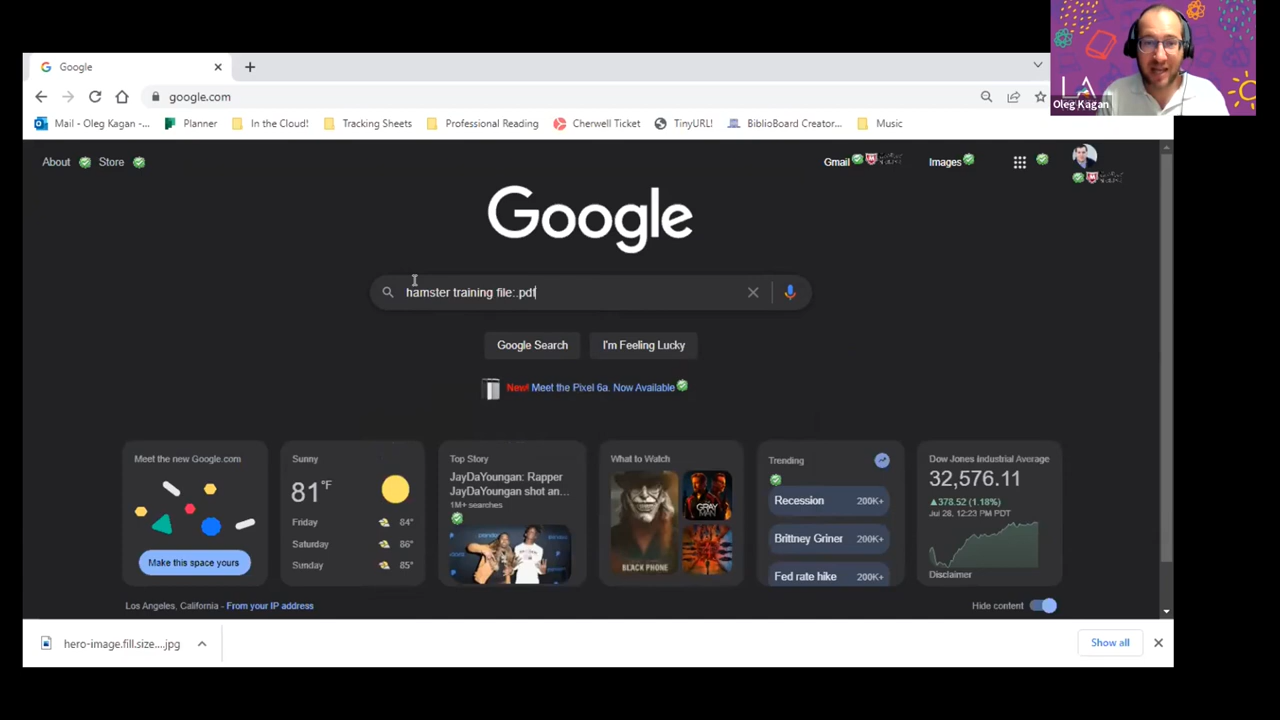 Google
google.com
Mail - Oleg Kagan -...
Planner
In the Cloud!
Tracking Sheets
Professional Reading
Cherwell Ticket
TinyURL!
BiblioBoard Creator...
Music
LA
Oleg Kagan
About
Store
Gmail
Images
Google
hamster training file:.pdf
Google Search
I'm Feeling Lucky
New! Meet the Pixel 6a. Now Available
Meet the new Google.com
Make this space yours
Sunny
81°F
Friday 84°
Saturday 86°
Sunday 85°
Top Story
JayDaYoungan: Rapper
JayDaYoungan shot an...
1M+ searches
What to Watch
BLACK PHONE
GRAY
MAN
Trending
Recession 200K+
Brittney Griner 200K+
Fed rate hike 200K+
Dow Jones Industrial Average
32,576.11
▲378.52 (1.18%)
Jul 28, 12:23 PM PDT
Disclaimer
Los Angeles, California - From your IP address
Hide content
hero-image.fill.size....jpg
Show all